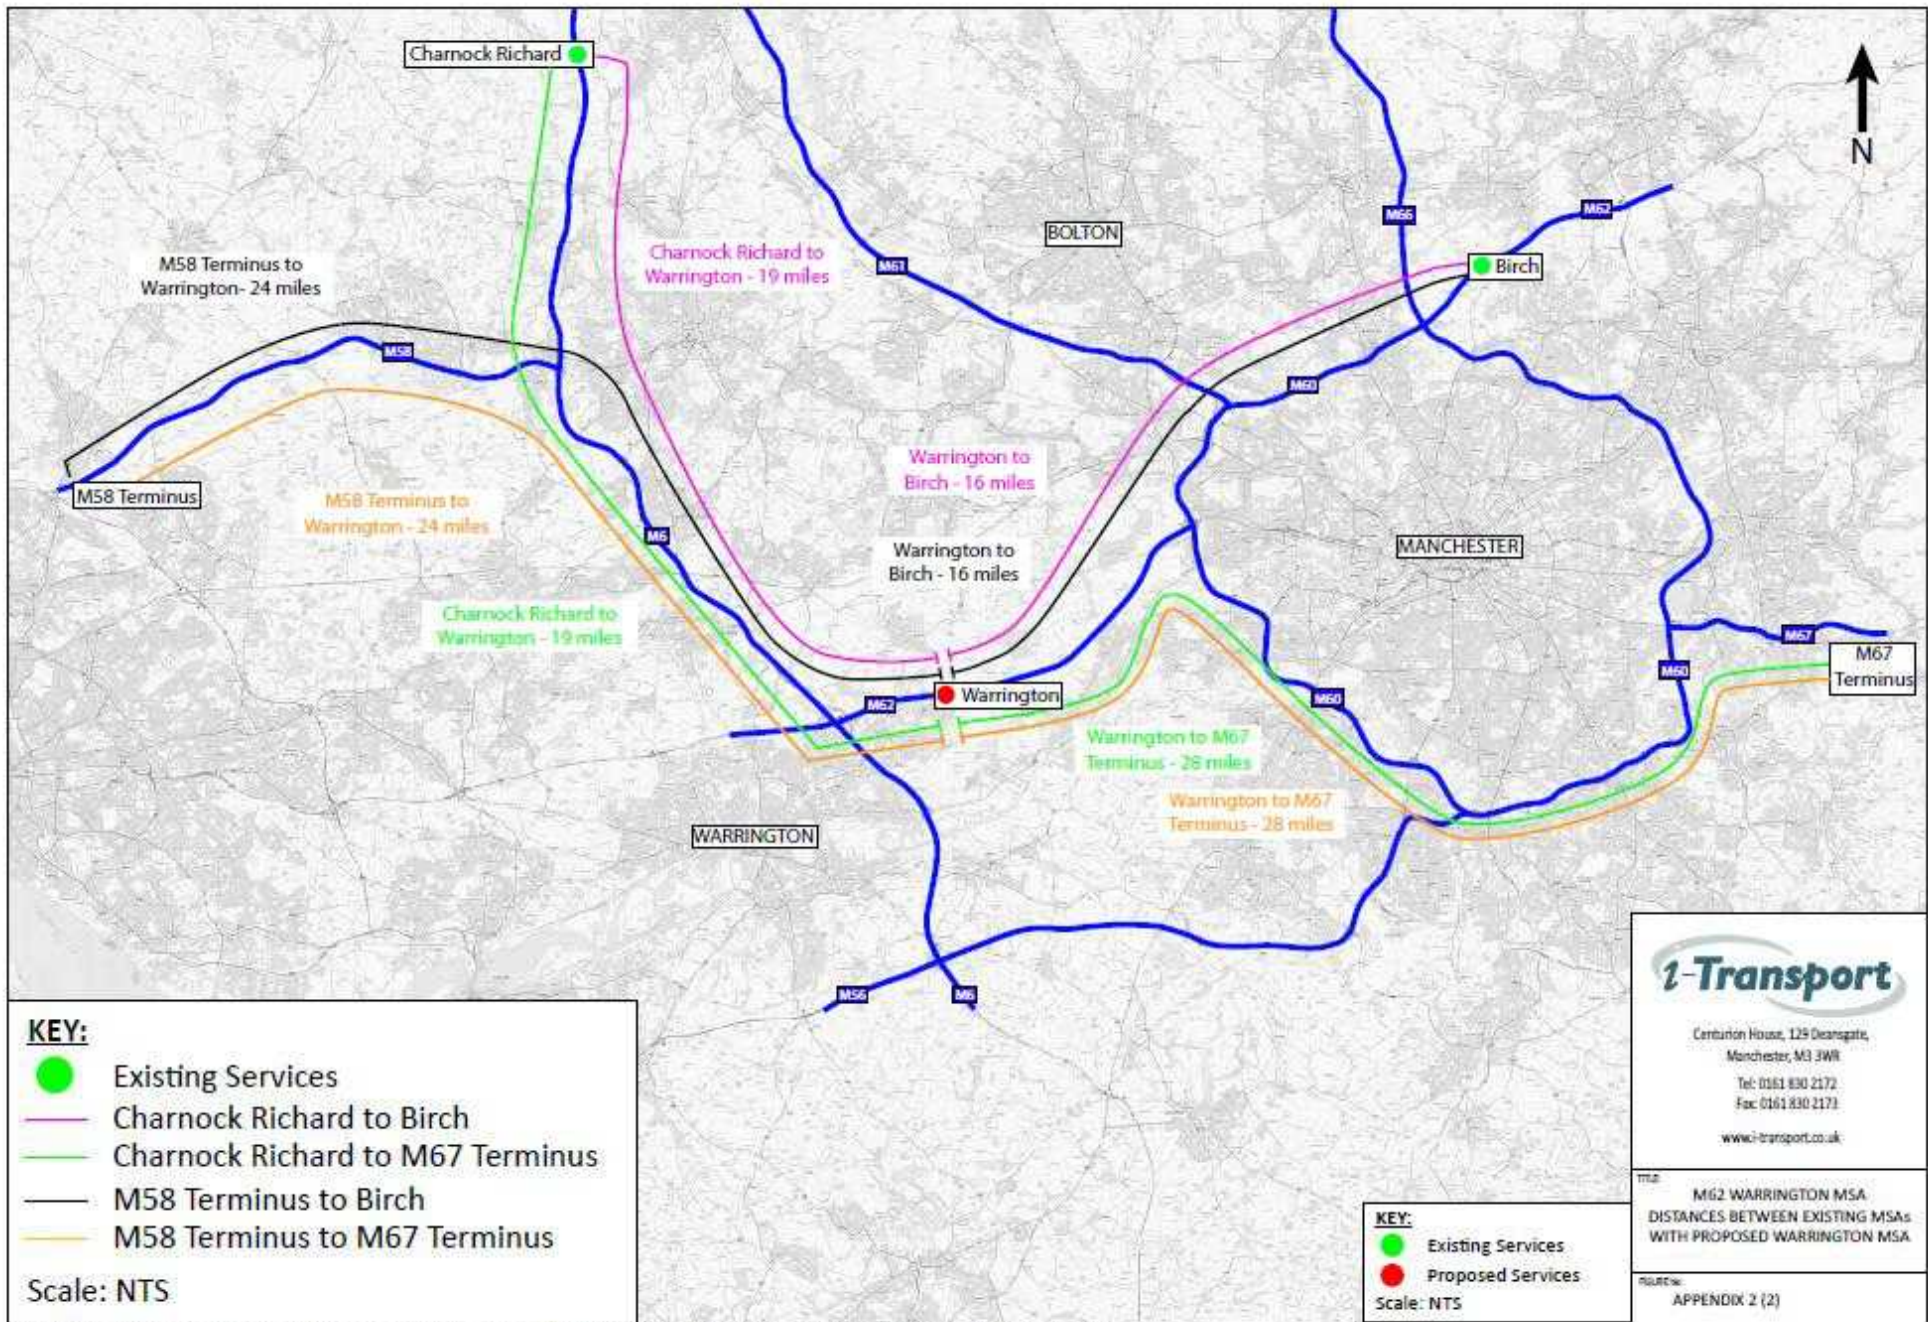 Charnock Richard
N
M66
M62
BOLTON
Birch
M58 Terminus to
Warrington- 24 miles
Charnock Richard to
Warrington - 19 miles
M61
M58
M60
M58 Terminus
M58 Terminus to
Warrington - 24 miles
Warrington to
Birch - 16 miles
M6
Warrington to
Birch - 16 miles
MANCHESTER
Charnock Richard to
Warrington - 19 miles
M67
M67
Terminus
M60
M62
Warrington
M60
Warrington to M67
Terminus - 28 miles
Warrington to M67
Terminus - 28 miles
WARRINGTON
M56
M6
KEY:
Existing Services
Charnock Richard to Birch
Charnock Richard to M67 Terminus
M58 Terminus to Birch
M58 Terminus to M67 Terminus
Scale: NTS
KEY:
Existing Services
Proposed Services
Scale: NTS
i-Transport
Centurion House, 129 Deansgate,
Manchester, M3 3WR
Tel: 0161 830 2172
Fax: 0161 830 2173
www.i-transport.co.uk
TITLE
M62 WARRINGTON MSA
DISTANCES BETWEEN EXISTING MSAs
WITH PROPOSED WARRINGTON MSA
FIGURE No:
APPENDIX 2 (2)